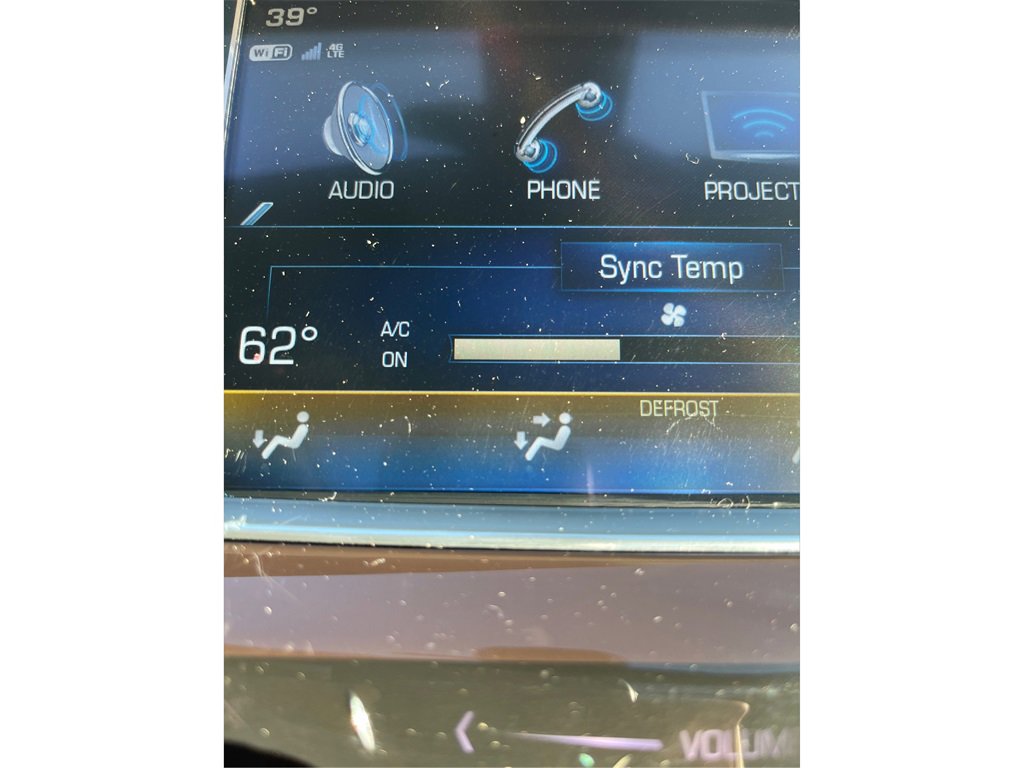 39°
WiFi 4G LTE
AUDIO PHONE PROJECT
Sync Temp
62° A/C ON
DEFROST
VOLUM